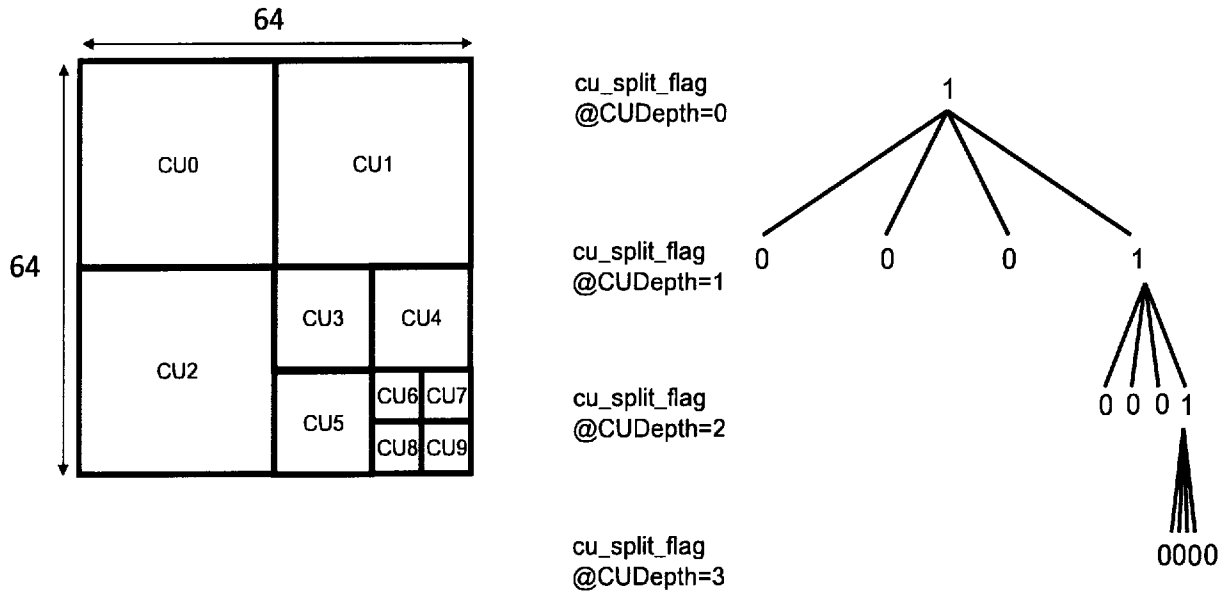 64
64
CU0
CU1
CU2
CU3
CU4
CU5
CU6
CU7
CU8
CU9
cu_split_flag
@CUDepth=0
1
cu_split_flag
@CUDepth=1
0 0 0 1
cu_split_flag
@CUDepth=2
0 0 0 1
cu_split_flag
@CUDepth=3
0000